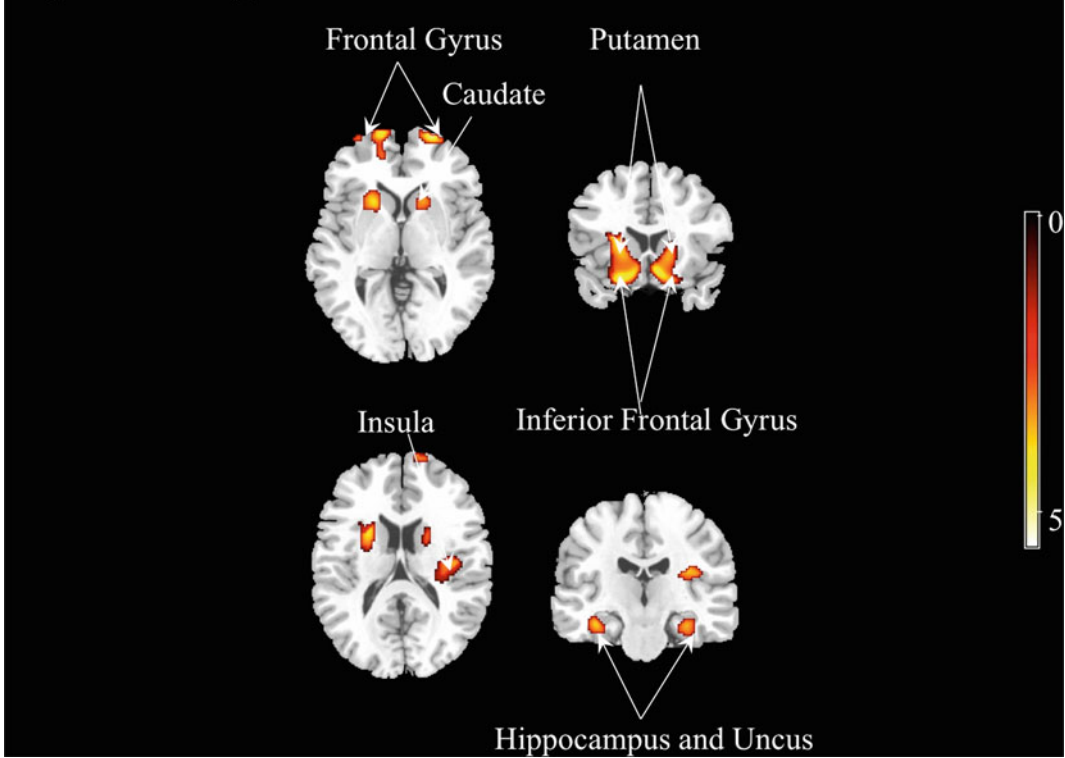 Frontal Gyrus
Putamen
Caudate
0
Insula
Inferior Frontal Gyrus
5
Hippocampus and Uncus